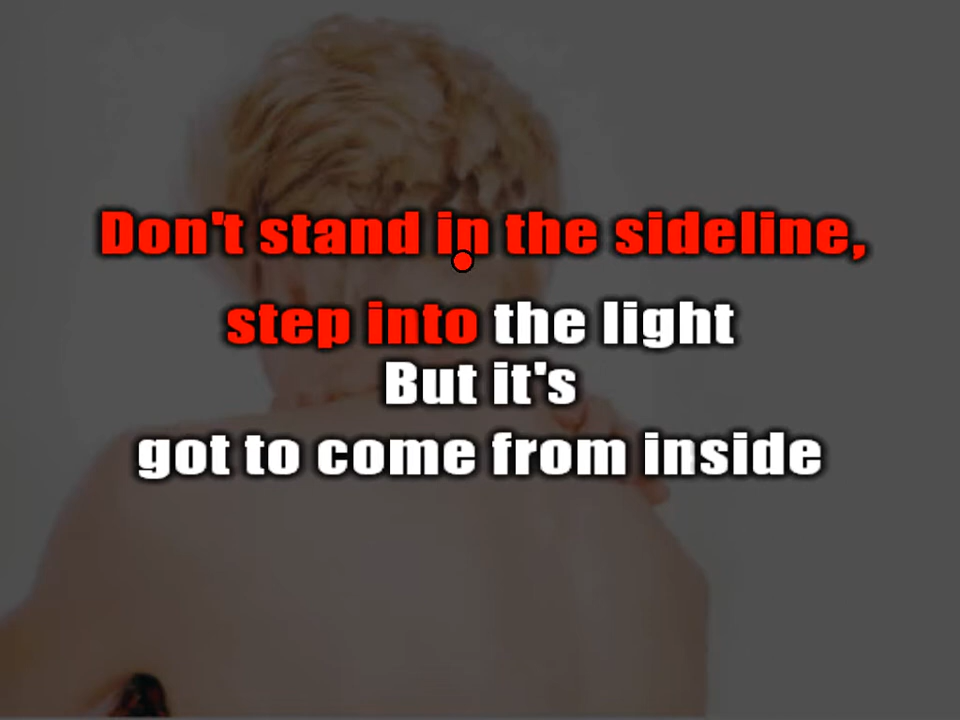 Don't stand in the sideline,
step into the light
But it's
got to come from inside